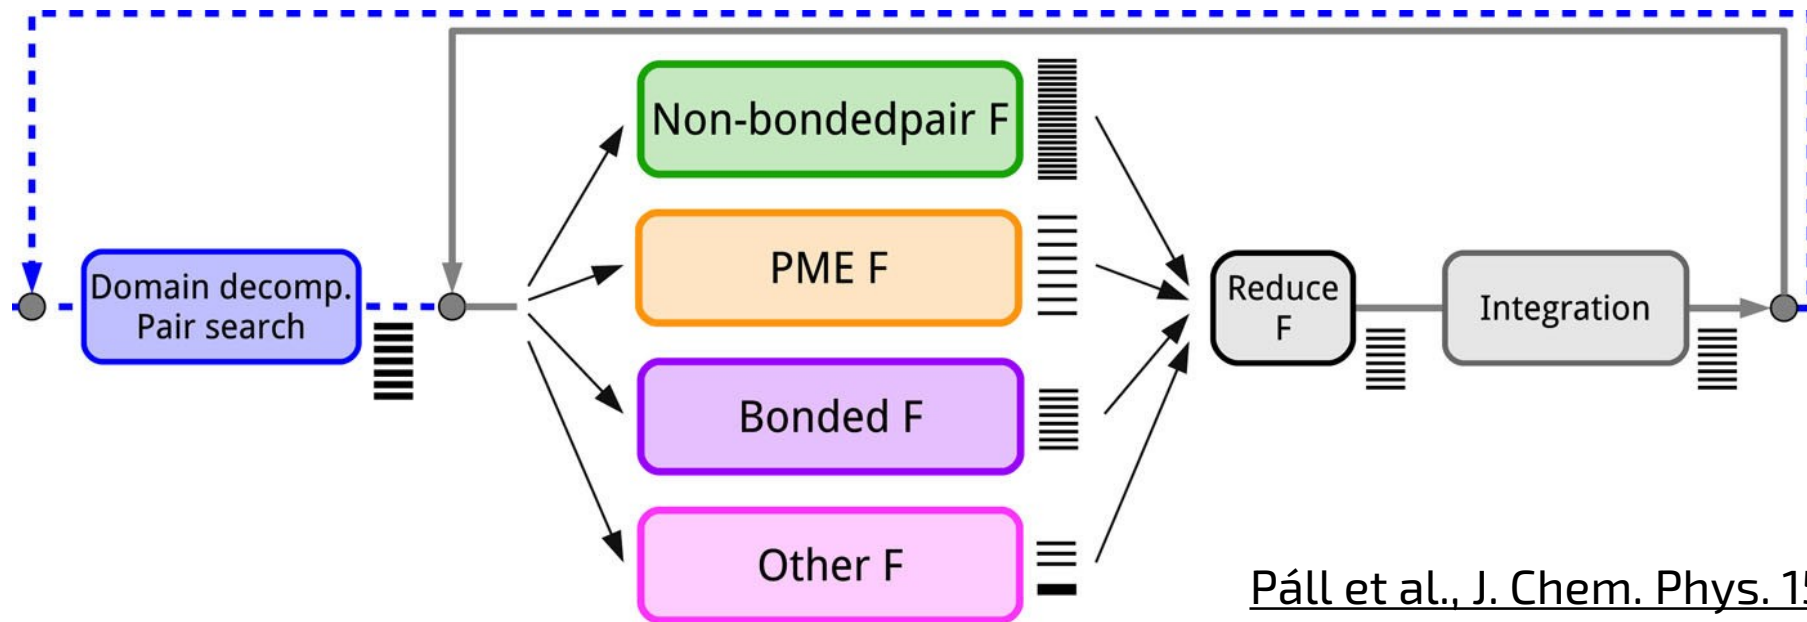 Non-bondedpair F
PME F
Domain decomp.
Pair search
Bonded F
Other F
Reduce
F
Integration
Páll et al., J. Chem. Phys.